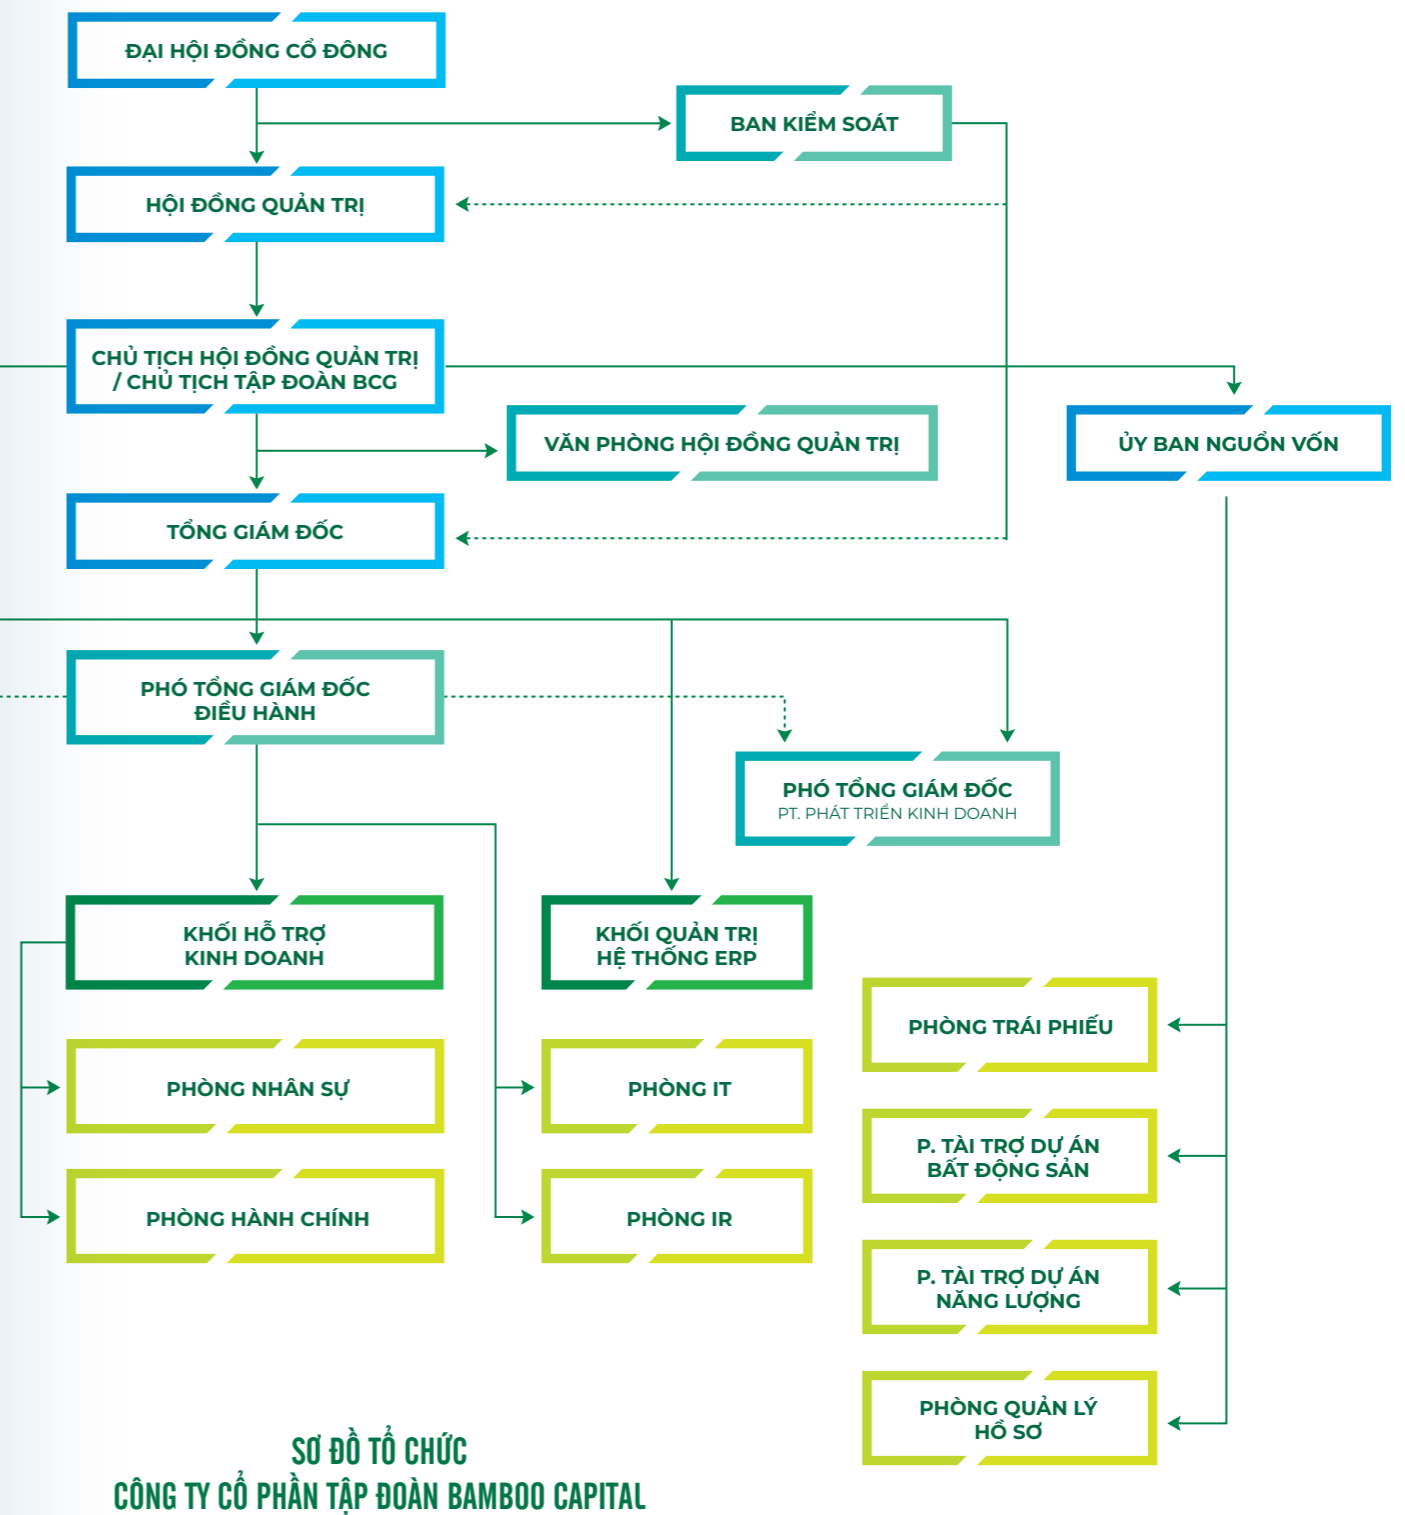 ĐẠI HỘI ĐỒNG CỔ ĐÔNG
BAN KIỂM SOÁT
HỘI ĐỒNG QUẢN TRỊ
CHỦ TỊCH HỘI ĐỒNG QUẢN TRỊ
/ CHỦ TỊCH TẬP ĐOÀN BCG
VĂN PHÒNG HỘI ĐỒNG QUẢN TRỊ
ỦY BAN NGUỒN VỐN
TỔNG GIÁM ĐỐC
PHÓ TỔNG GIÁM ĐỐC
ĐIỀU HÀNH
PHÓ TỔNG GIÁM ĐỐC
PT. PHÁT TRIỂN KINH DOANH
KHỐI HỖ TRỢ
KINH DOANH
KHỐI QUẢN TRỊ
HỆ THỐNG ERP
PHÒNG TRÁI PHIẾU
PHÒNG NHÂN SỰ
PHÒNG IT
P. TÀI TRỢ DỰ ÁN
BẤT ĐỘNG SẢN
PHÒNG HÀNH CHÍNH
PHÒNG IR
P. TÀI TRỢ DỰ ÁN
NĂNG LƯỢNG
PHÒNG QUẢN LÝ
HỒ SƠ
SƠ ĐỒ TỔ CHỨC
CÔNG TY CỔ PHẦN TẬP ĐOÀN BAMBOO CAPITAL